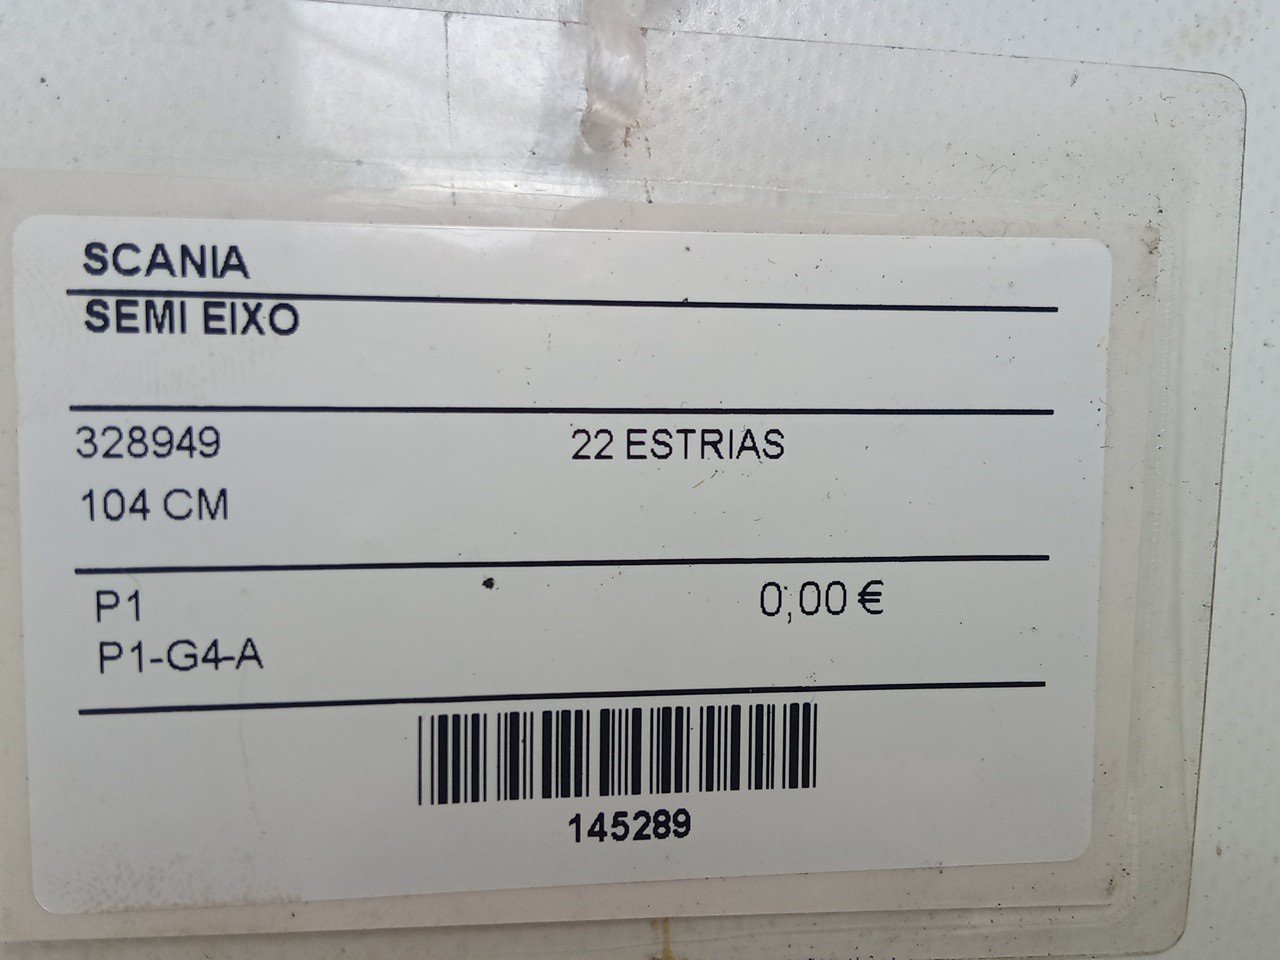 SCANIA
SEMI EIXO
328949 22 ESTRIAS
104 CM
P1 0,00 €
P1-G4-A
145289